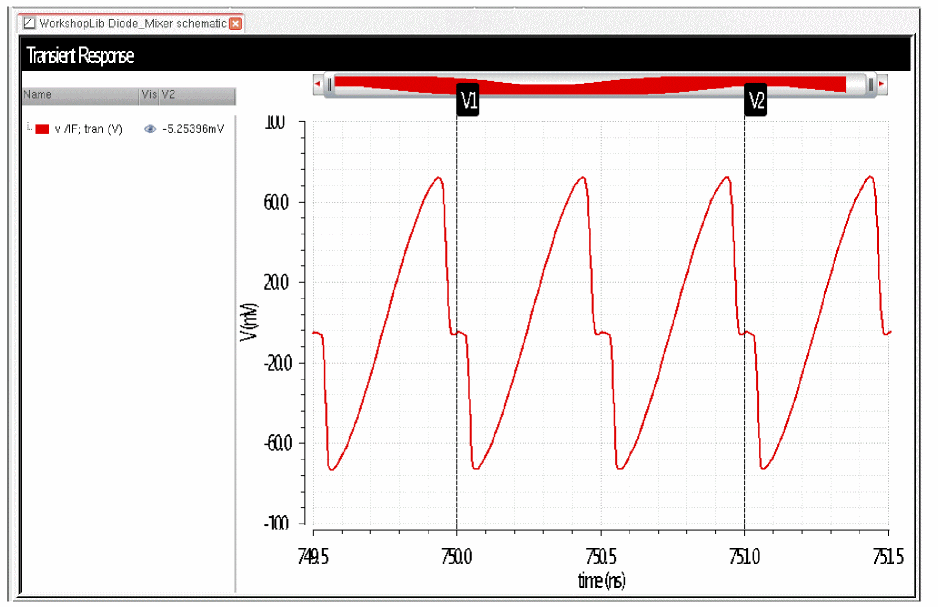 WorkshopLib Diode_Mixer schematic
Transient Response
Name Vis V2
v /IF; tran (V) -5.25396mV
V1 V2
100
60.0
20.0
-20.0
-60.0
-100
V (mV)
749.5 750.0 750.5 751.0 751.5
time (ns)